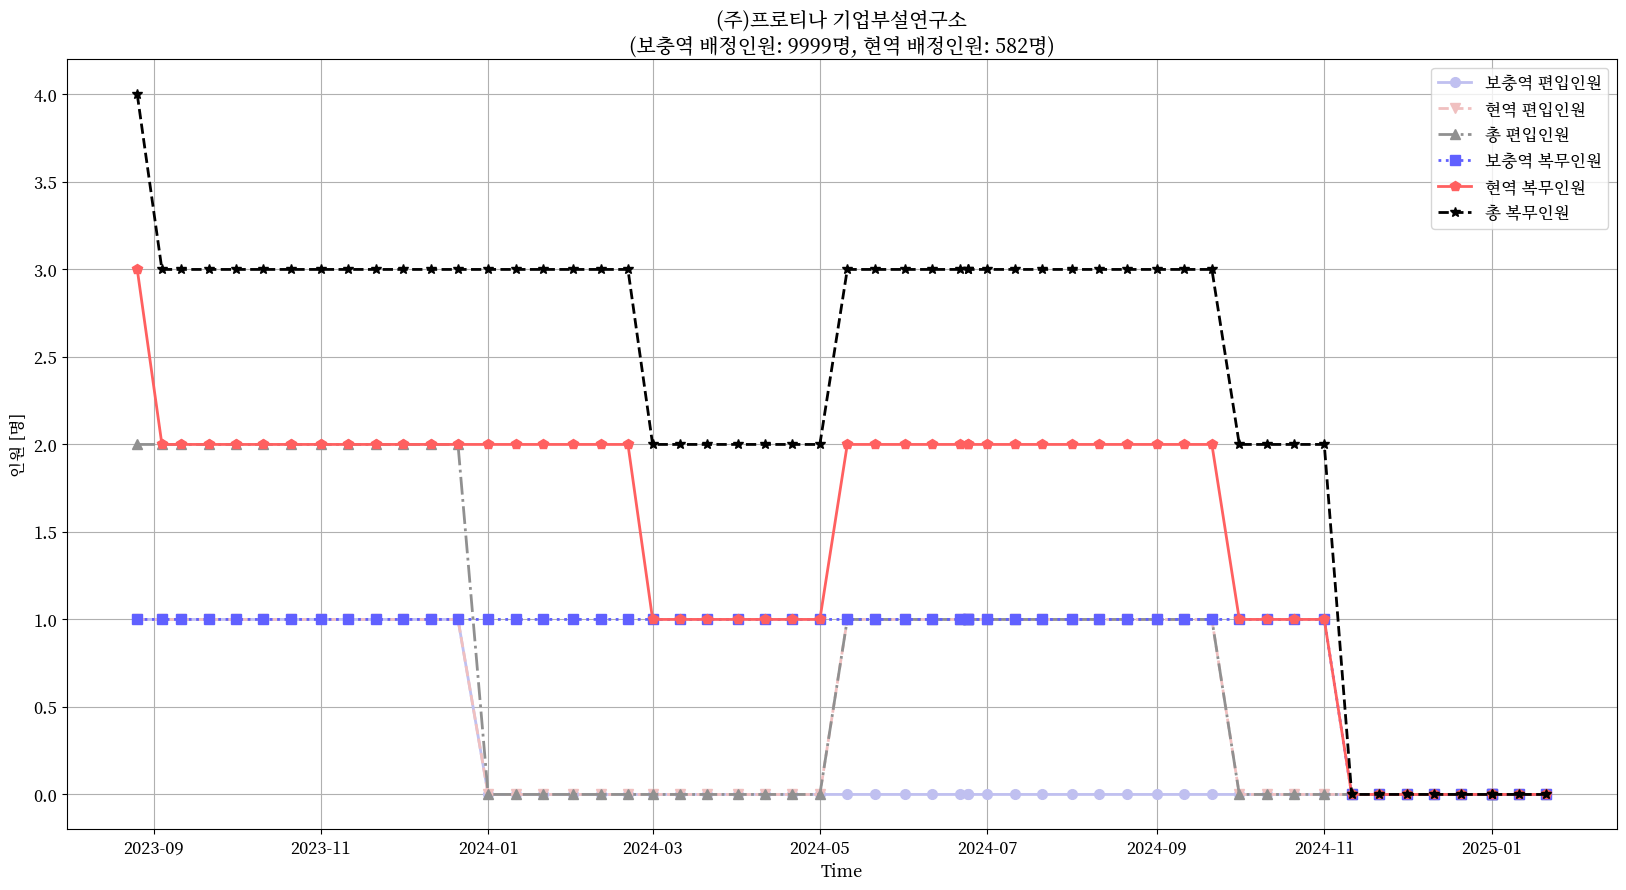 (주)프로티나 기업부설연구소
(보충역 배정인원: 9999명, 현역 배정인원: 582명)
보충역 편입인원
현역 편입인원
총 편입인원
보충역 복무인원
현역 복무인원
총 복무인원
인원 [명]
4.0
3.5
3.0
2.5
2.0
1.5
1.0
0.5
0.0
2023-09 2023-11 2024-01 2024-03 2024-05 2024-07 2024-09 2024-11 2025-01
Time